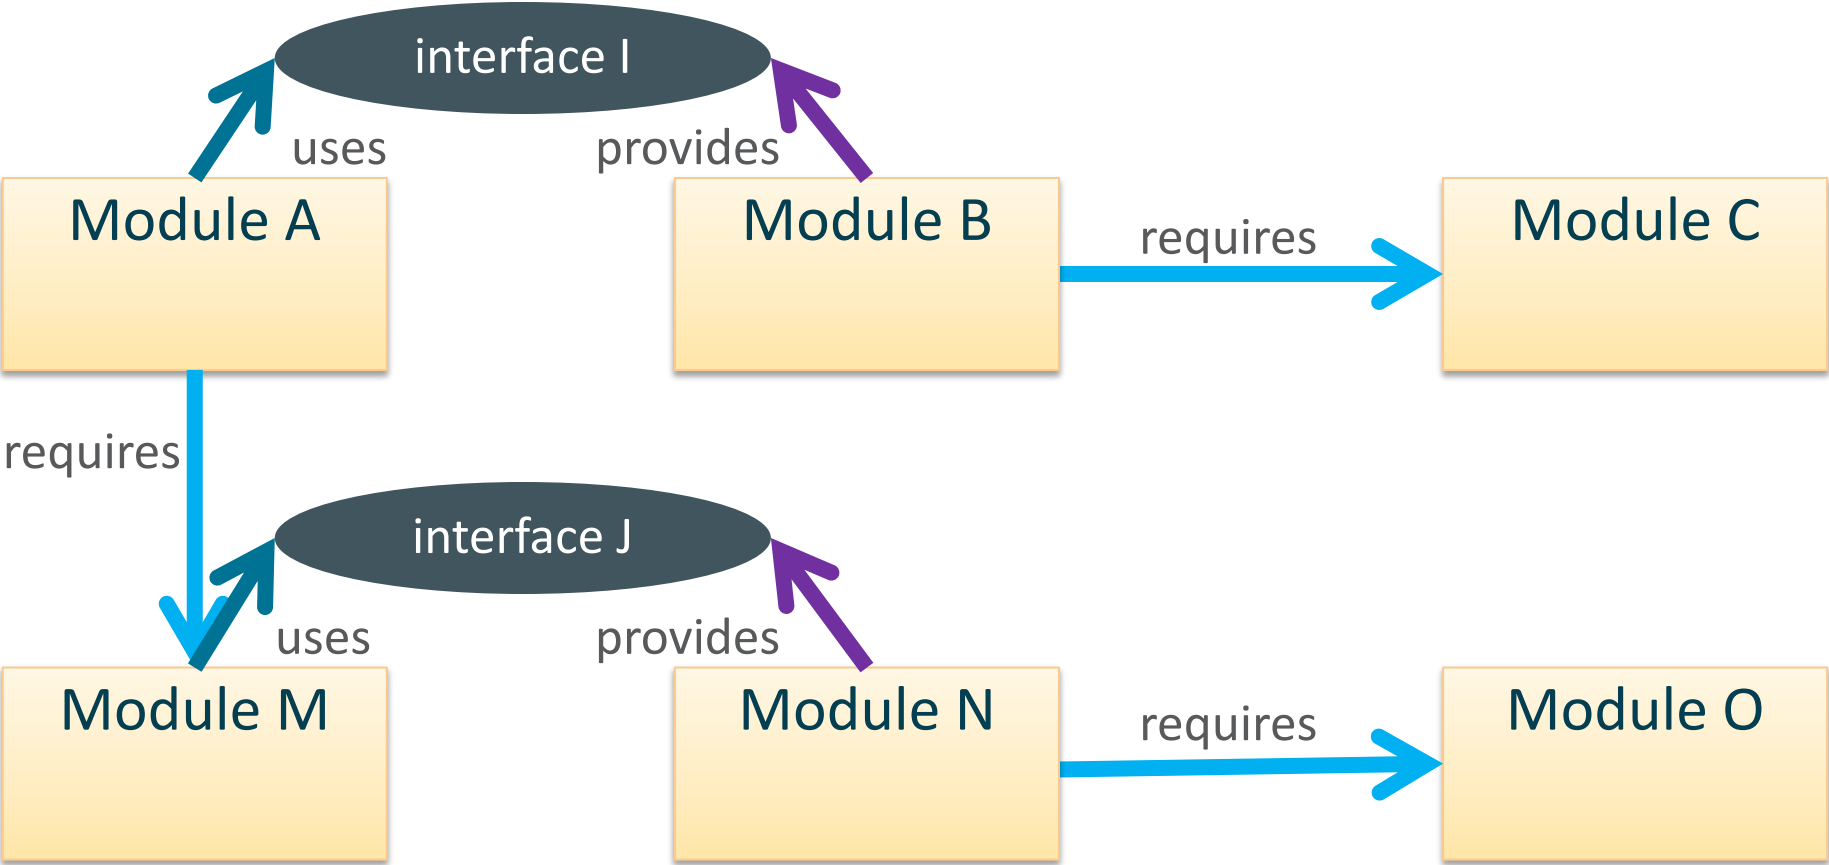 interface I
uses
provides
Module A
Module B
requires
Module C
requires
interface J
uses
provides
Module M
Module N
requires
Module O